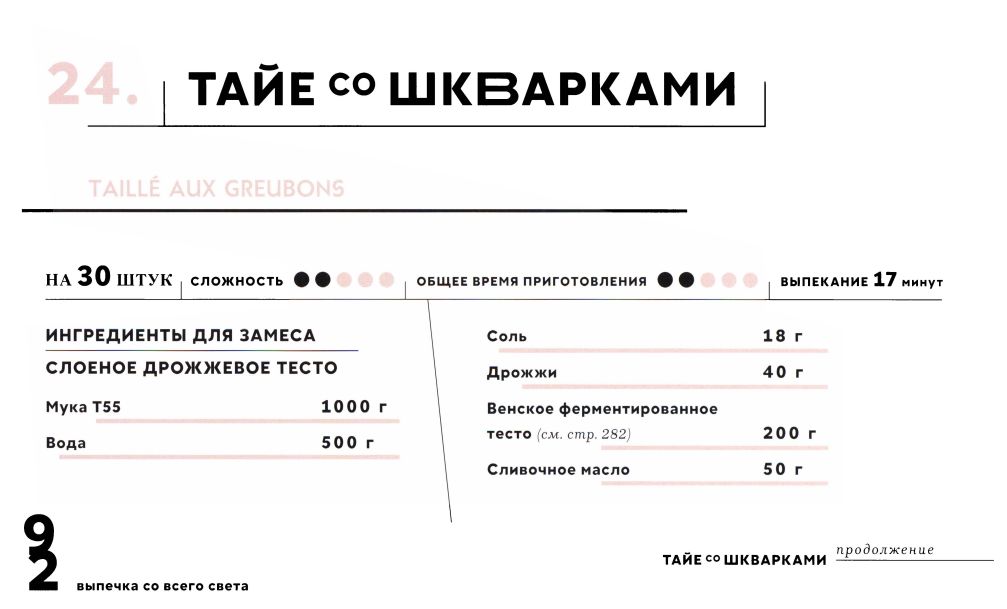 24. ТАЙЕ СО ШКВАРКАМИ
TAILLÉ AUX GREUBONS
НА 30 ШТУК СЛОЖНОСТЬ ОБЩЕЕ ВРЕМЯ ПРИГОТОВЛЕНИЯ ВЫПЕКАНИЕ 17 минут
ИНГРЕДИЕНТЫ ДЛЯ ЗАМЕСА
СЛОЕНОЕ ДРОЖЖЕВОЕ ТЕСТО
Мука Т55 1000 г
Вода 500 г
Соль 18 г
Дрожжи 40 г
Венское ферментированное
тесто (см. стр. 282) 200 г
Сливочное масло 50 г
92 выпечка со всего света
ТАЙЕ СО ШКВАРКАМИ продолжение